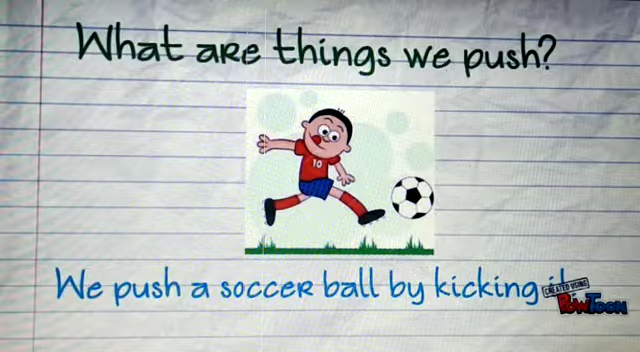 What are things we push?
10
We push a soccer ball by kicking
CREATED USING
POWTOON